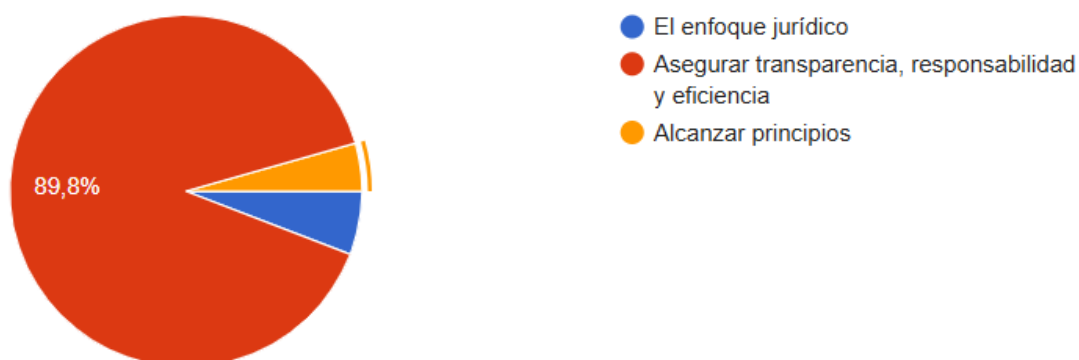 89,8%
El enfoque jurídico
Asegurar transparencia, responsabilidad
y eficiencia
Alcanzar principios